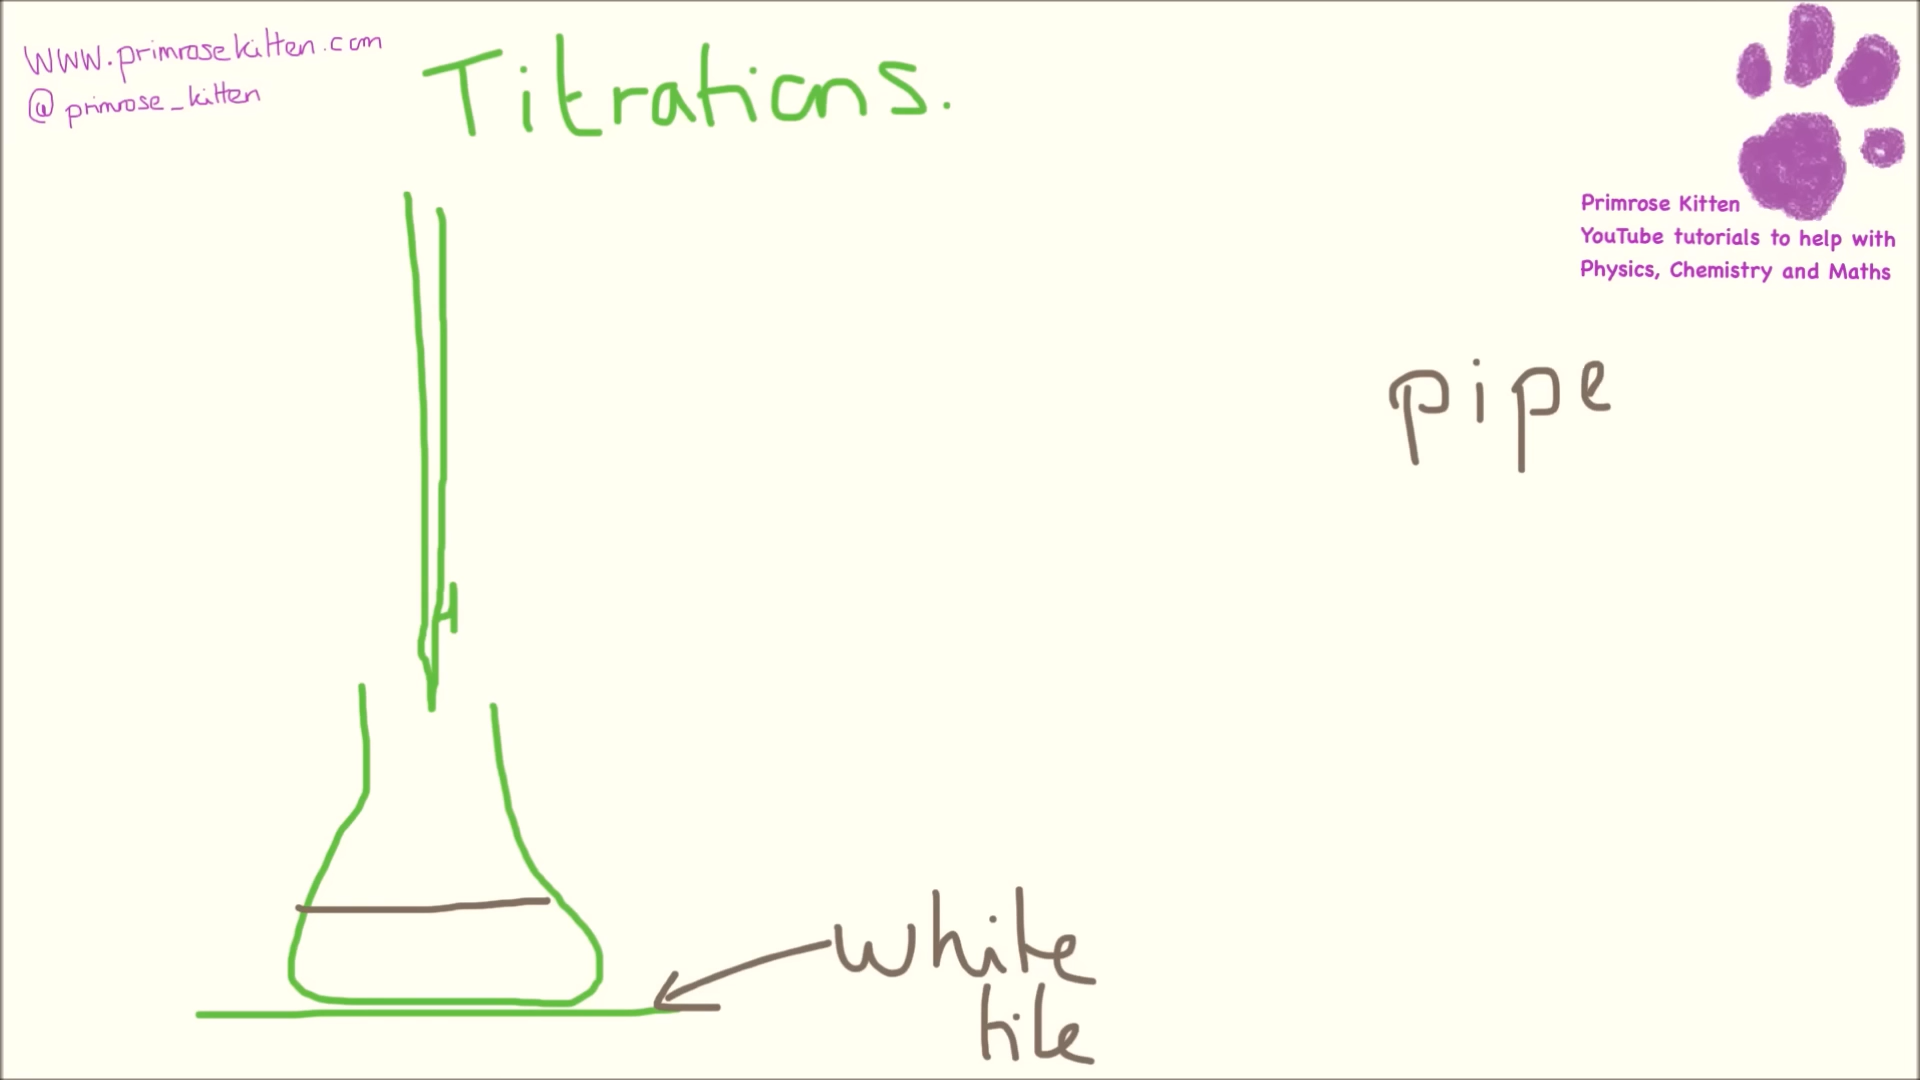 www.primrosekitten.com
@primrose_kitten
Titrations.
Primrose Kitten
YouTube tutorials to help with
Physics, Chemistry and Maths
pipe
white
tile